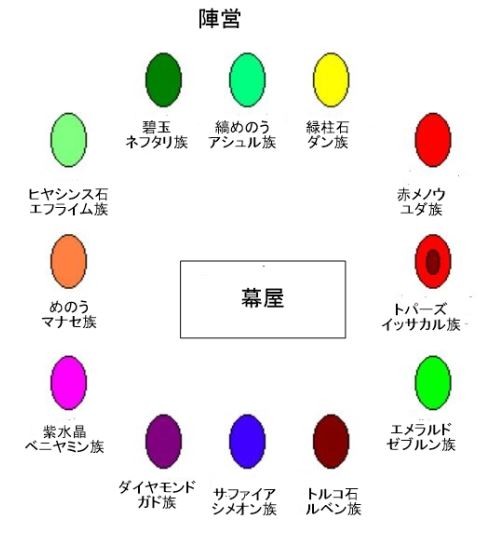 陣営
碧玉
ネフタリ族
縞めのう
アシュル族
緑柱石
ダン族
ヒヤシンス石
エフライム族
赤メノウ
ユダ族
めのう
マナセ族
幕屋
トパーズ
イッサカル族
紫水晶
ベニヤミン族
エメラルド
ゼブルン族
ダイヤモンド
ガド族
サファイア
シメオン族
トルコ石
ルベン族